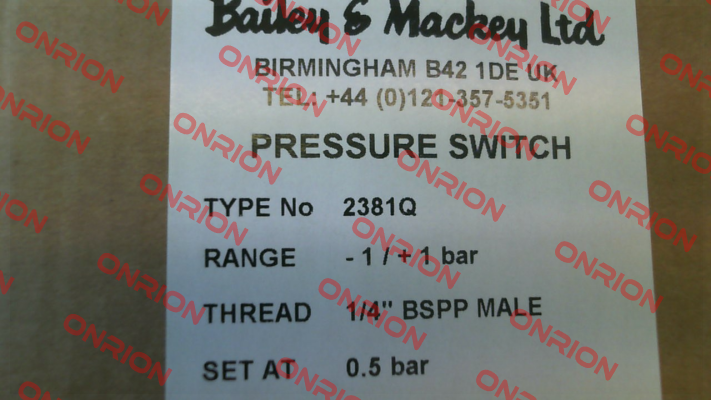 Bailey & Mackey Ltd
BIRMINGHAM B42 1DE UK
TEL: +44 (0)121-357-5351
PRESSURE SWITCH
TYPE No 2381Q
RANGE - 1 / + 1 bar
THREAD 1/4" BSPP MALE
SET AT 0.5 bar
ONRION